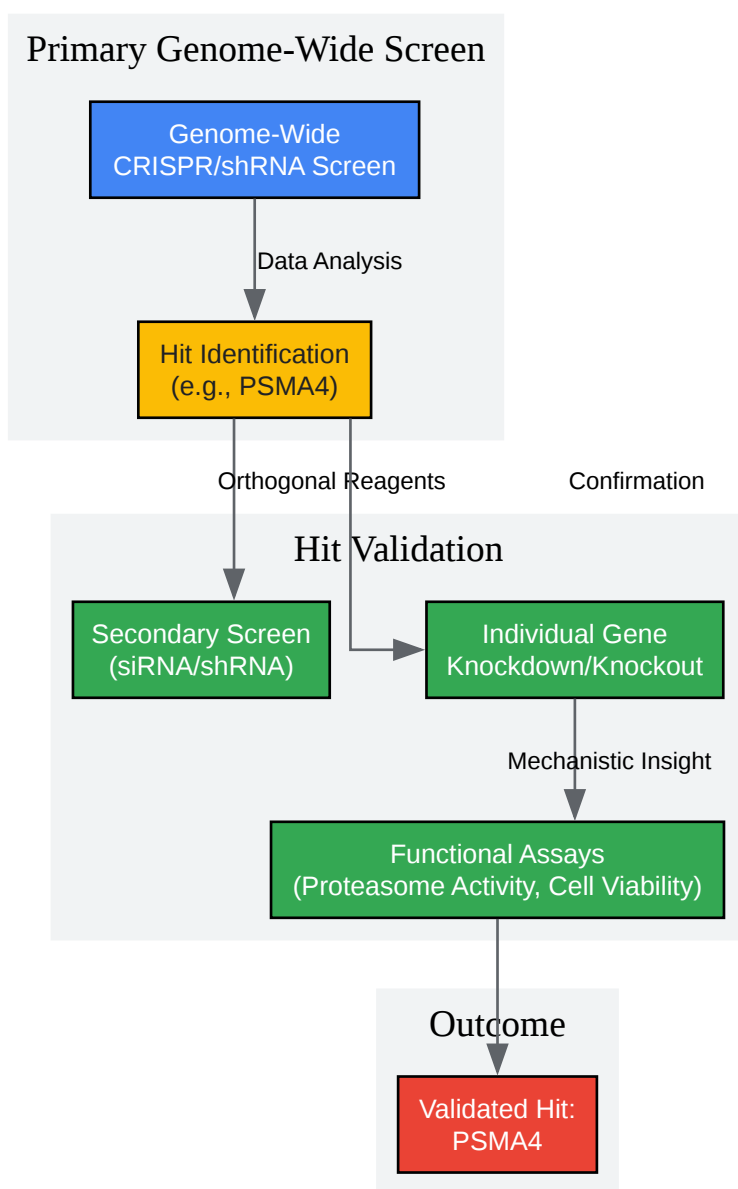 Primary Genome-Wide Screen
Genome-Wide
CRISPR/shRNA Screen
Data Analysis
Hit Identification
(e.g., PSMA4)
Orthogonal Reagents
Confirmation
Hit Validation
Secondary Screen
(siRNA/shRNA)
Individual Gene
Knockdown/Knockout
Mechanistic Insight
Functional Assays
(Proteasome Activity, Cell Viability)
Outcome
Validated Hit:
PSMA4